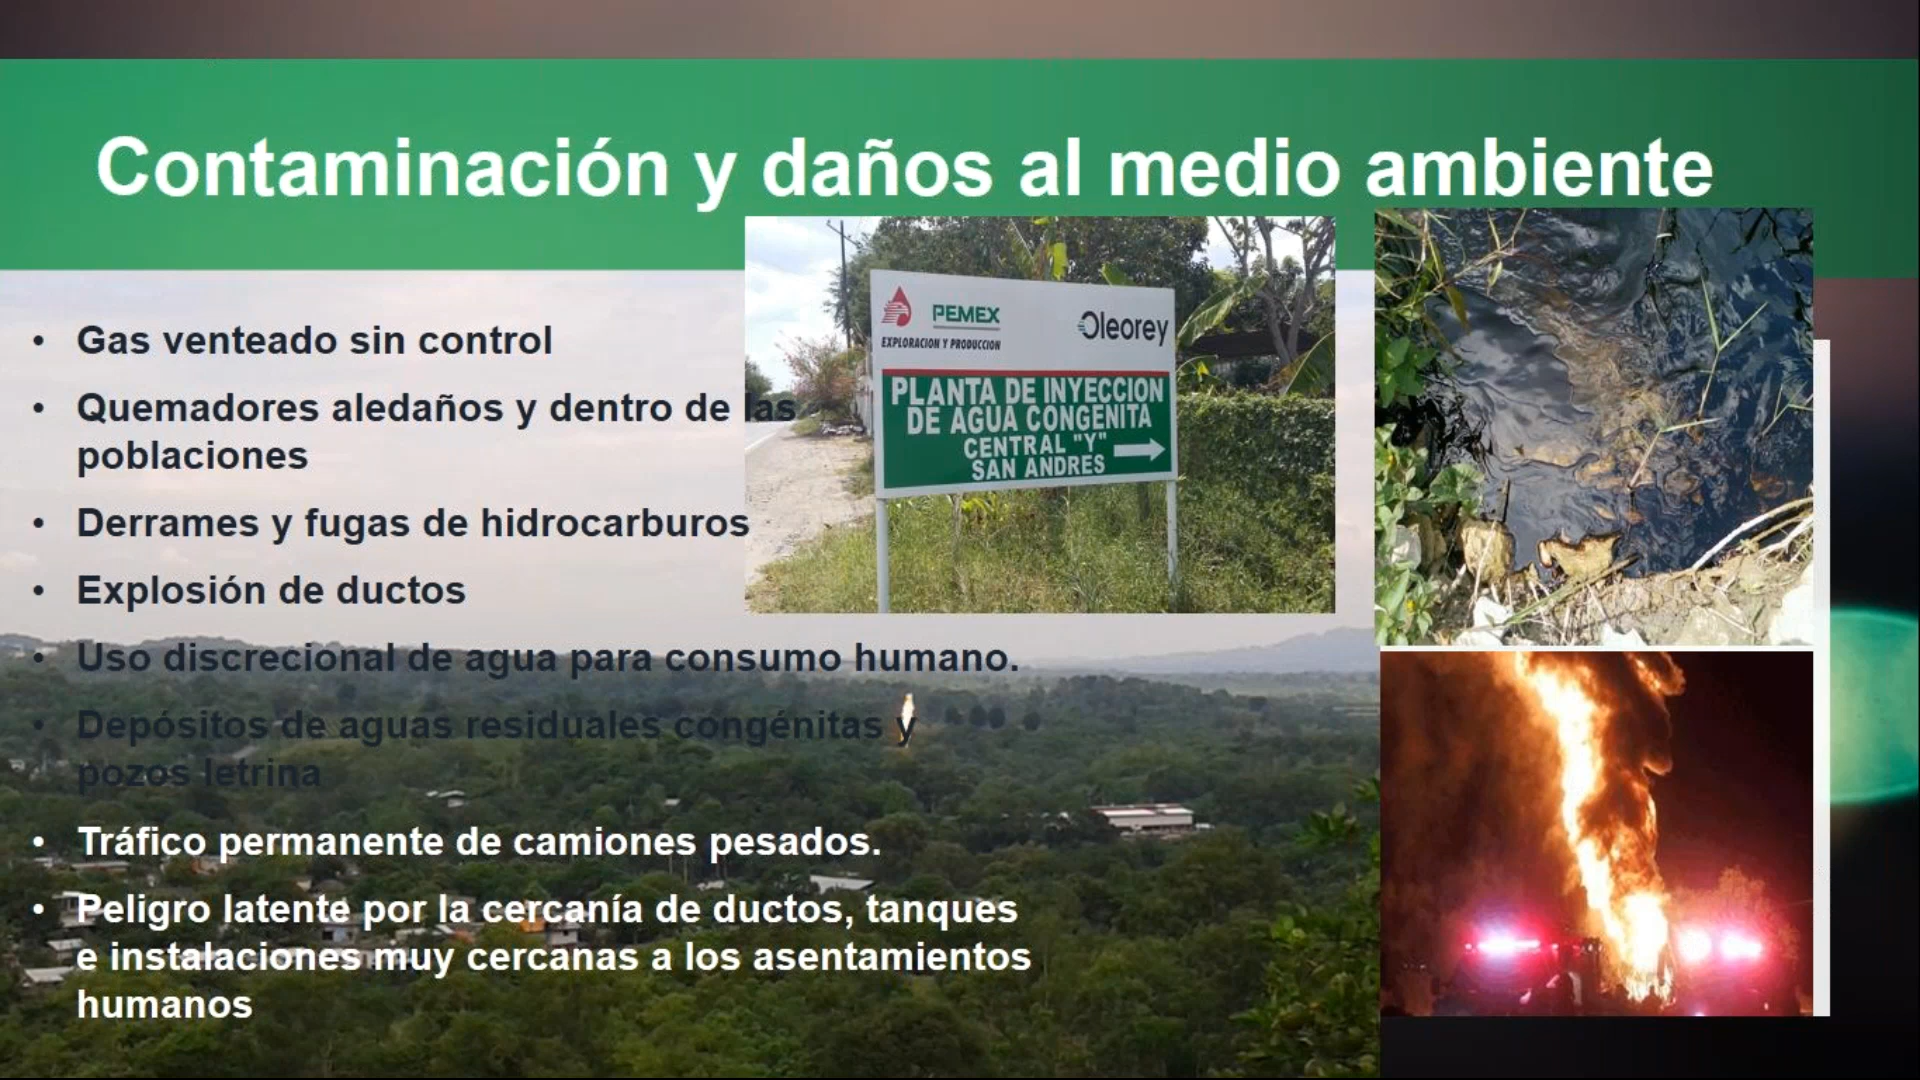 Contaminación y daños al medio ambiente
• Gas venteado sin control
• Quemadores aledaños y dentro de las
poblaciones
• Derrames y fugas de hidrocarburos
• Explosión de ductos
• Uso discrecional de agua para consumo humano.
• Depósitos de aguas residuales congénitas y
pozos letrina
• Tráfico permanente de camiones pesados.
• Peligro latente por la cercanía de ductos, tanques
e instalaciones muy cercanas a los asentamientos
humanos
PEMEX
EXPLORACION Y PRODUCCION
Oleorey
PLANTA DE INYECCION
DE AGUA CONGENITA
CENTRAL "Y"
SAN ANDRES